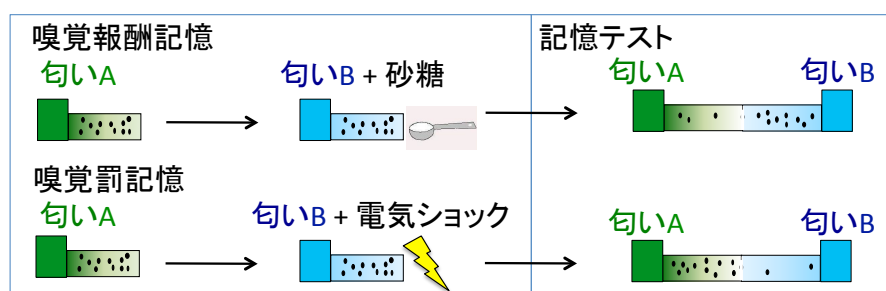 嗅覚報酬記憶
記憶テスト
匂いA
匂いB + 砂糖
匂いA
匂いB
嗅覚罰記憶
匂いA
匂いB + 電気ショック
匂いA
匂いB